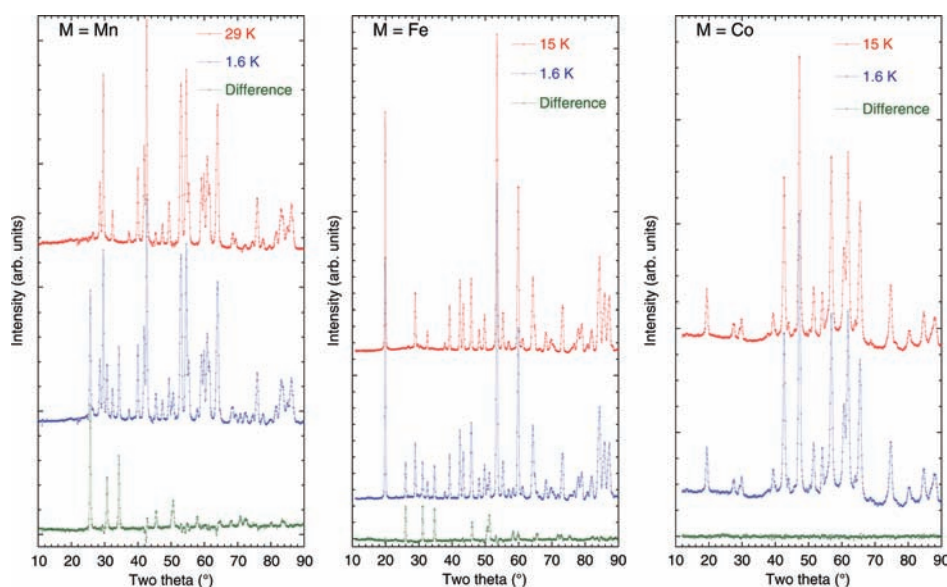 M = Mn
29 K
1.6 K
Difference
Intensity (arb. units)
10 20 30 40 50 60 70 80 90
Two theta (°)
M = Fe
15 K
1.6 K
Difference
Intensity (arb. units)
10 20 30 40 50 60 70 80 90
Two theta (°)
M = Co
15 K
1.6 K
Difference
Intensity (arb. units)
10 20 30 40 50 60 70 80 90
Two theta (°)